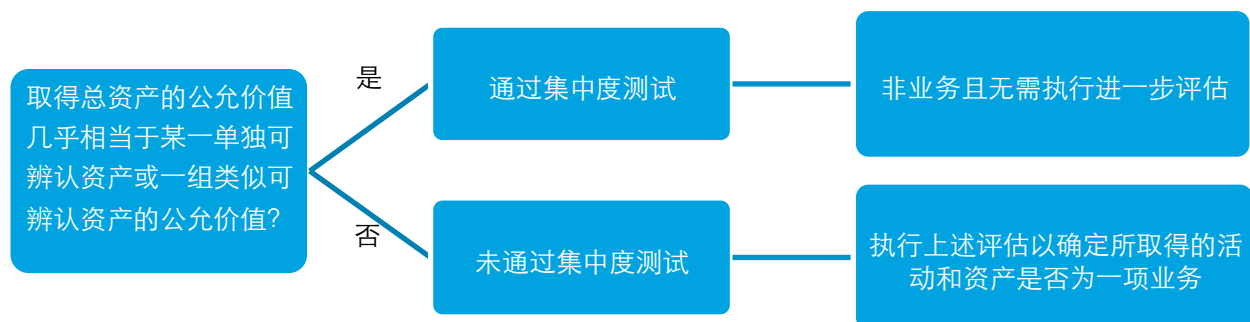 取得总资产的公允价值
几乎相当于某一单独可
辨认资产或一组类似可
辨认资产的公允价值?
是
通过集中度测试
非业务且无需执行进一步评估
否
未通过集中度测试
执行上述评估以确定所取得的活
动和资产是否为一项业务